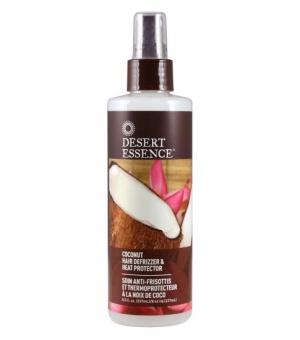 DESERT
ESSENCE
COCONUT
HAIR DEFRIZZER &
HEAT PROTECTOR
SOIN ANTI-FRISOTTIS
ET THERMOPROTECTEUR
À LA NOIX DE COCO